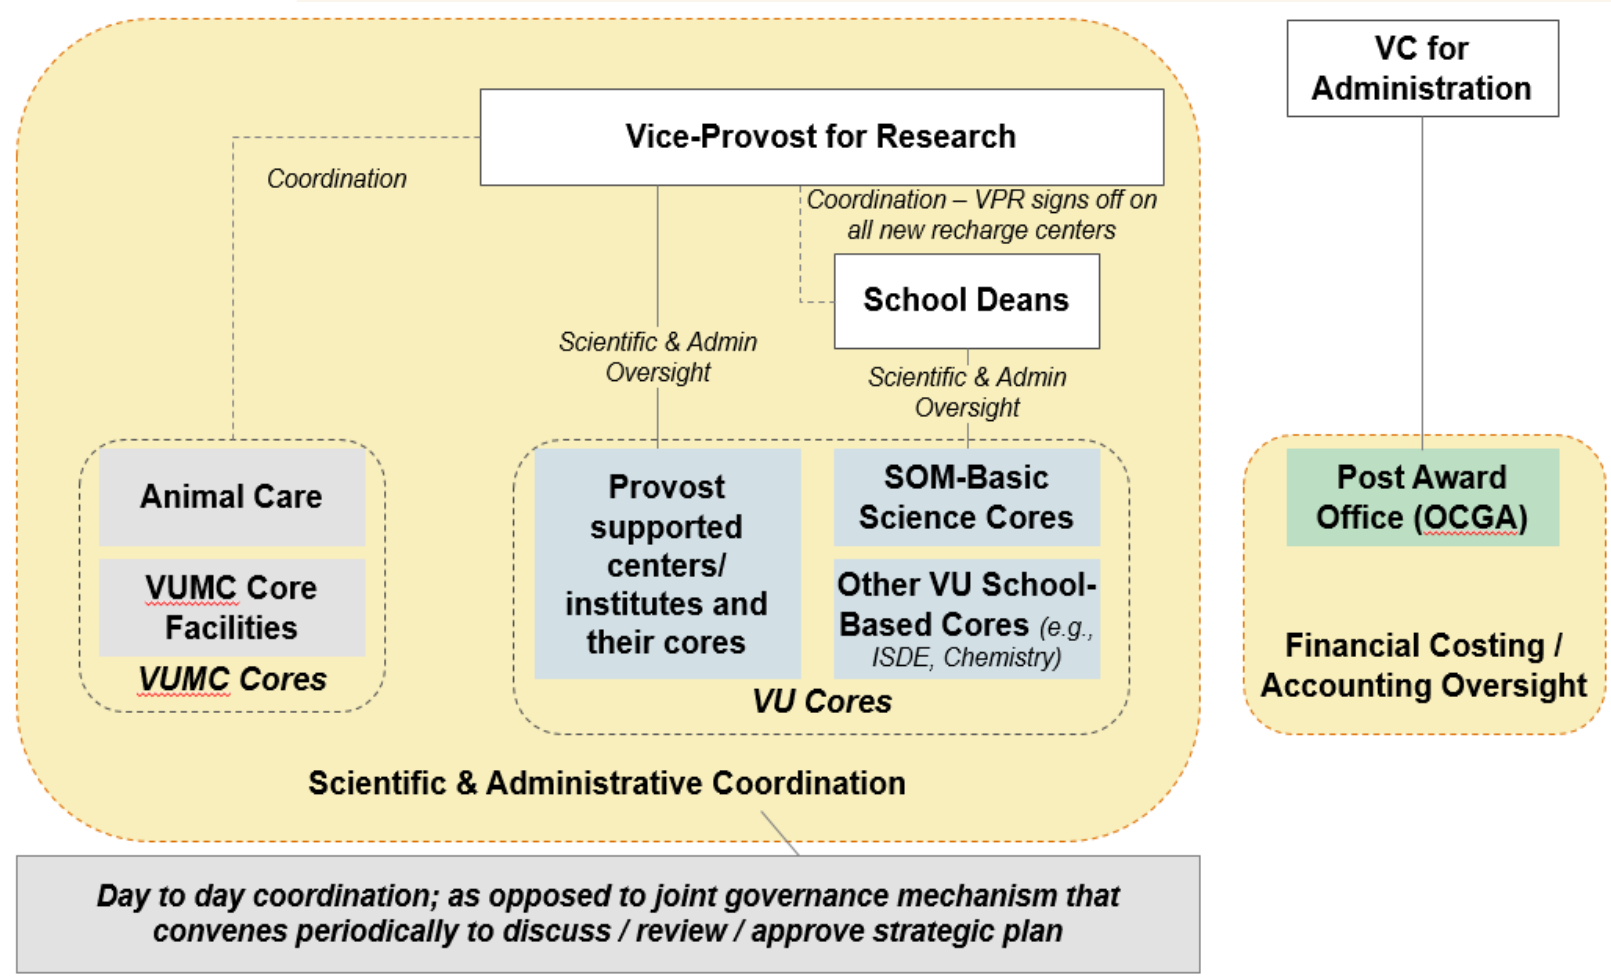 VC for
Administration
Vice-Provost for Research
Coordination
Coordination – VPR signs off on
all new recharge centers
School Deans
Scientific & Admin
Oversight
Scientific & Admin
Oversight
Animal Care
VUMC Core
Facilities
VUMC Cores
Provost
supported
centers/
institutes and
their cores
SOM-Basic
Science Cores
Other VU School-
Based Cores (e.g.,
ISDE, Chemistry)
VU Cores
Post Award
Office (OCGA)
Financial Costing /
Accounting Oversight
Scientific & Administrative Coordination
Day to day coordination; as opposed to joint governance mechanism that
convenes periodically to discuss / review / approve strategic plan